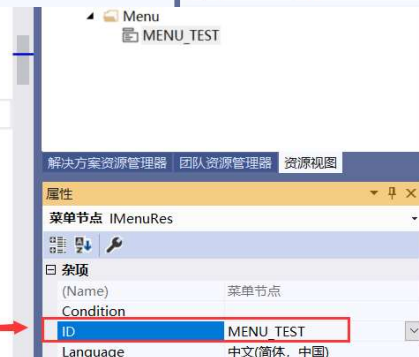 Menu
MENU_TEST
解决方案资源管理器 团队资源管理器 资源视图
属性
菜单节点 IMenuRes
杂项
(Name) 菜单节点
Condition
ID MENU_TEST
Language 中文(简体，中国)